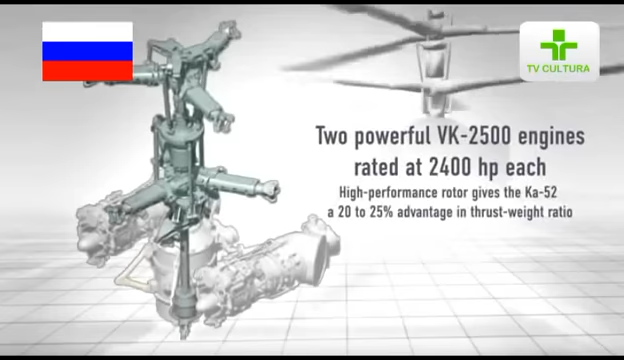 TV CULTURA
Two powerful VK-2500 engines
rated at 2400 hp each
High-performance rotor gives the Ka-52
a 20 to 25% advantage in thrust-weight ratio